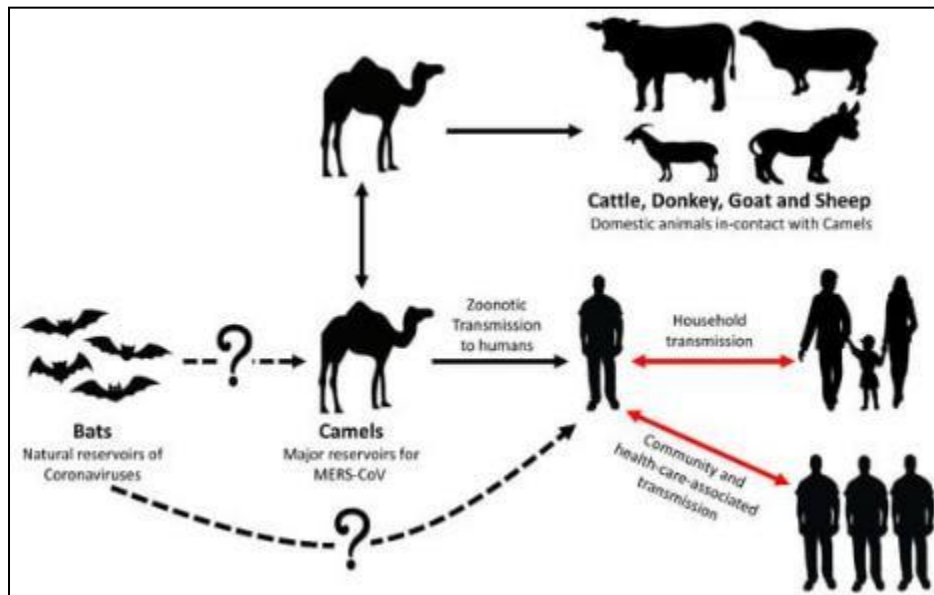 Cattle, Donkey, Goat and Sheep
Domestic animals in-contact with Camels
Zoonotic
Transmission
to humans
Household
transmission
?
Bats
Natural reservoirs of
Coronaviruses
Camels
Major reservoirs for
MERS-CoV
Community and
health-care-associated
transmission
?